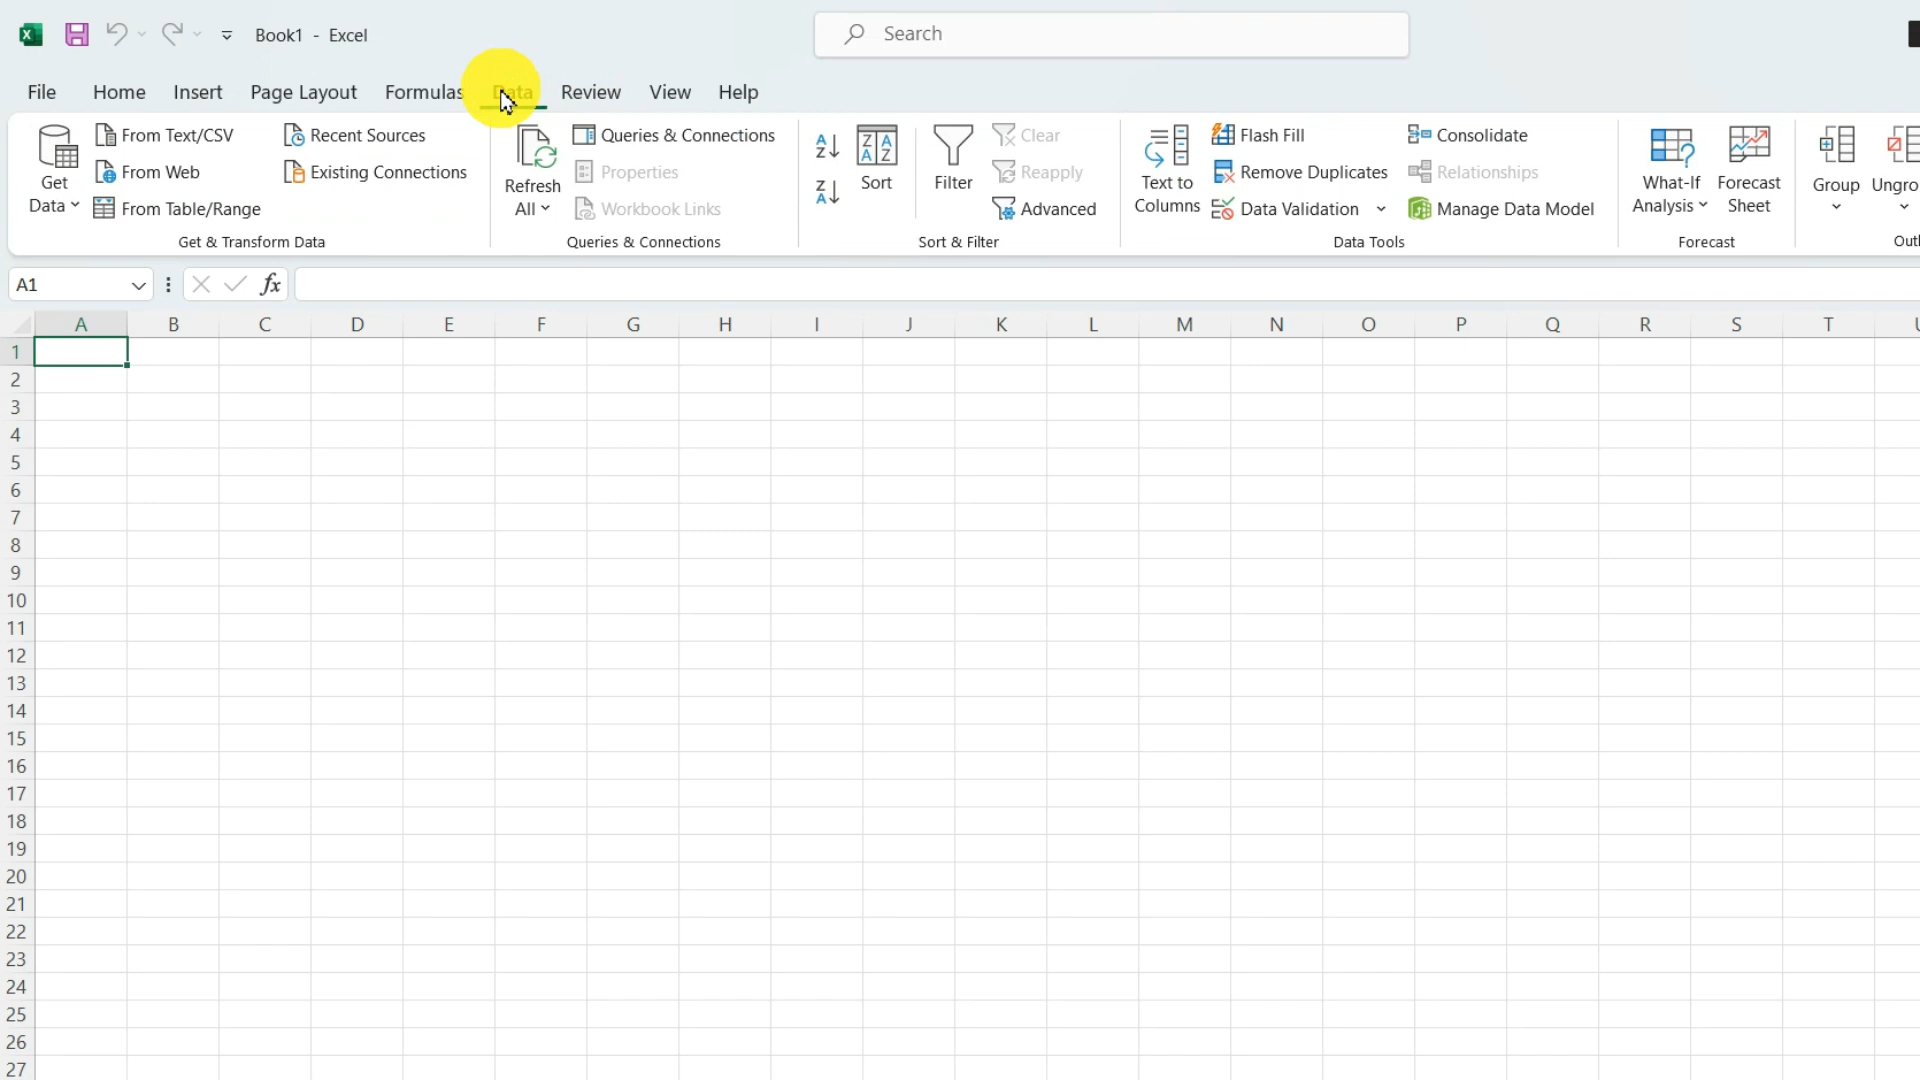 Book1 - Excel
Search
File Home Insert Page Layout Formulas Data Review View Help
Get Data
From Text/CSV
From Web
From Table/Range
Recent Sources
Existing Connections
Get & Transform Data
Refresh All
Queries & Connections
Properties
Workbook Links
Queries & Connections
Sort
Filter
Clear
Reapply
Advanced
Sort & Filter
Text to Columns
Flash Fill
Remove Duplicates
Data Validation
Consolidate
Relationships
Manage Data Model
Data Tools
What-If Analysis
Forecast Sheet
Forecast
Group
Ungro
Outl
A1
fx
A B C D E F G H I J K L M N O P Q R S T
1
2
3
4
5
6
7
8
9
10
11
12
13
14
15
16
17
18
19
20
21
22
23
24
25
26
27